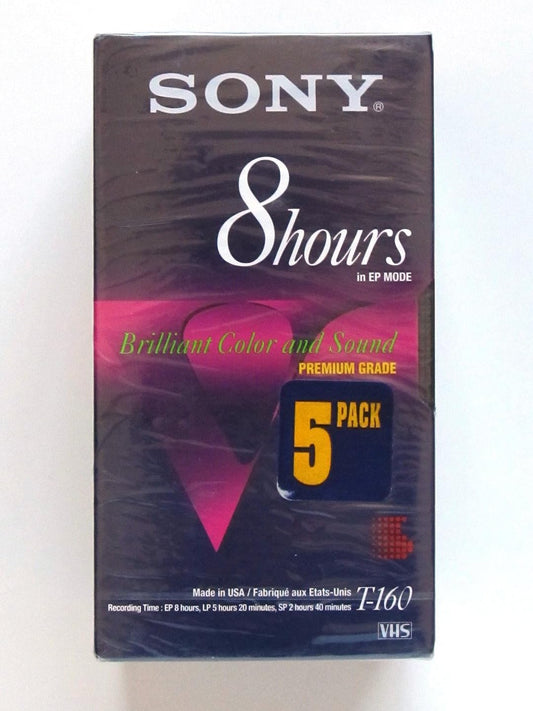 SONY®
8hours
in EP MODE
Brilliant Color and Sound
PREMIUM GRADE
5 PACK
Made in USA / Fabriqué aux Etats-Unis T-160
Recording Time : EP 8 hours, LP 5 hours 20 minutes, SP 2 hours 40 minutes
VHS